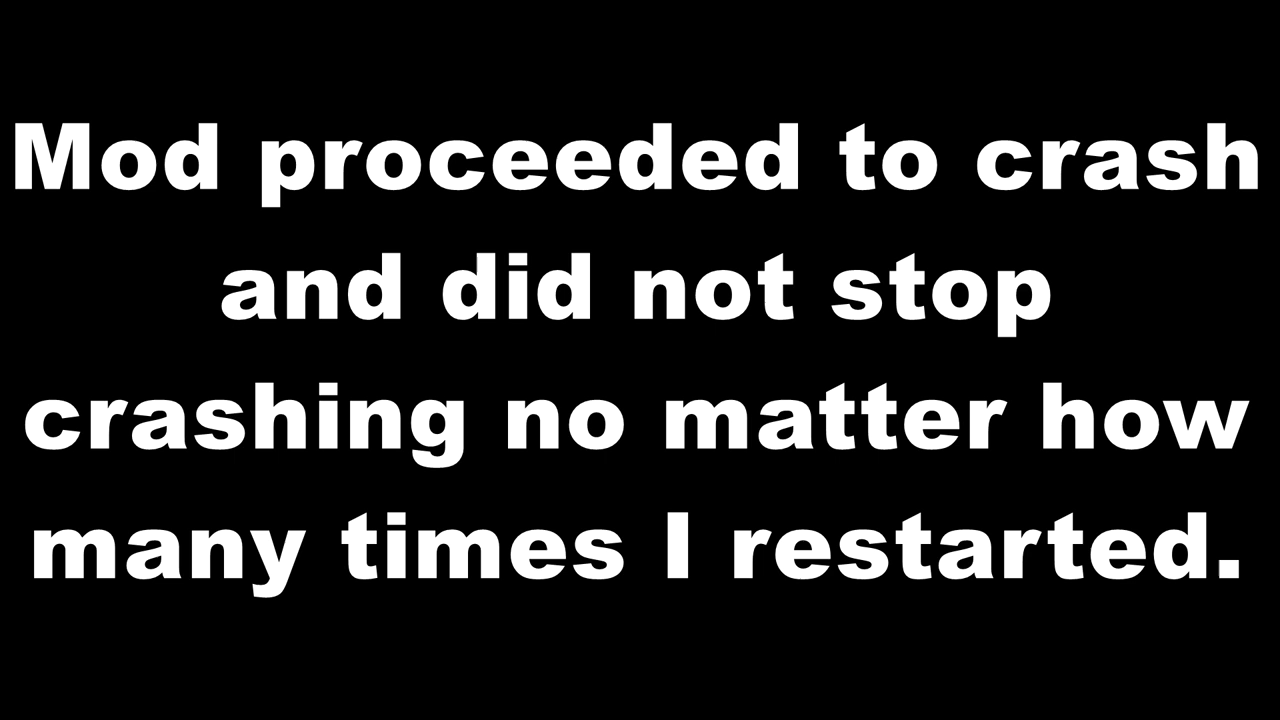 Mod proceeded to crash
and did not stop
crashing no matter how
many times I restarted.